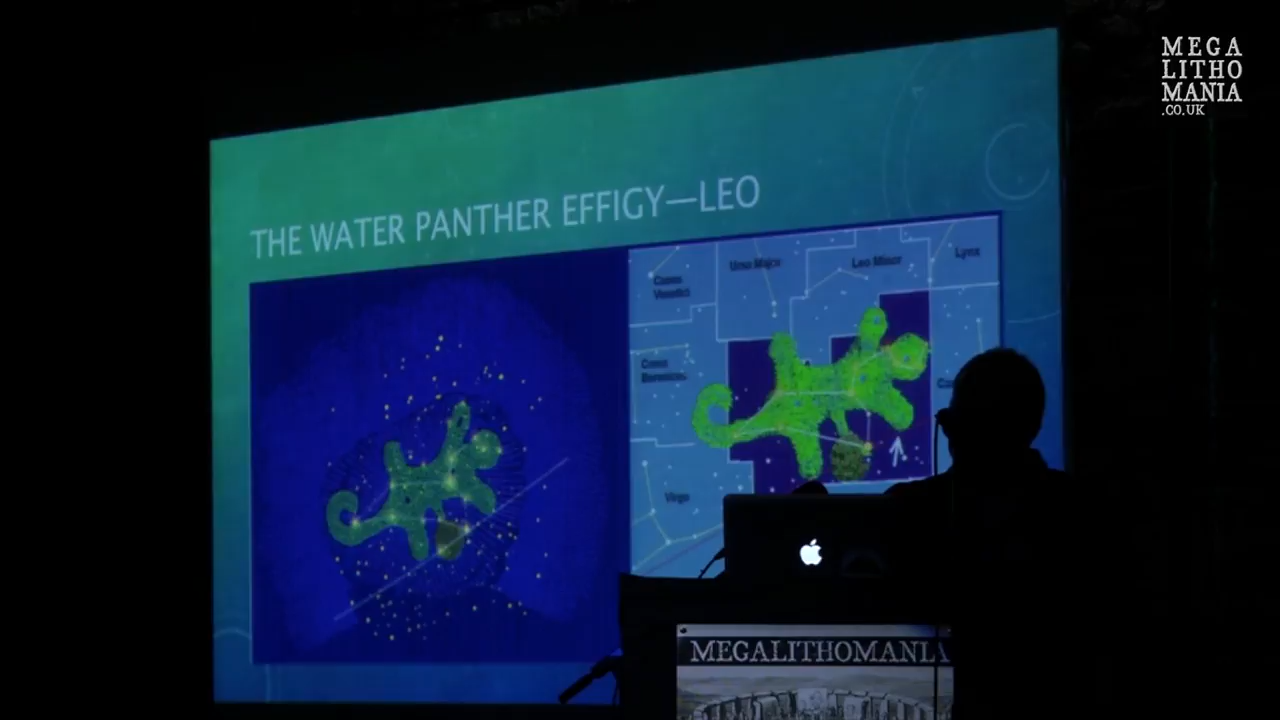 MEGA
LITHO
MANIA
.CO.UK
THE WATER PANTHER EFFIGY—LEO
Canes
Venatici
Ursa Major
Leo Minor
Lynx
Coma
Berenices
Virgo
MEGALITHOMANIA